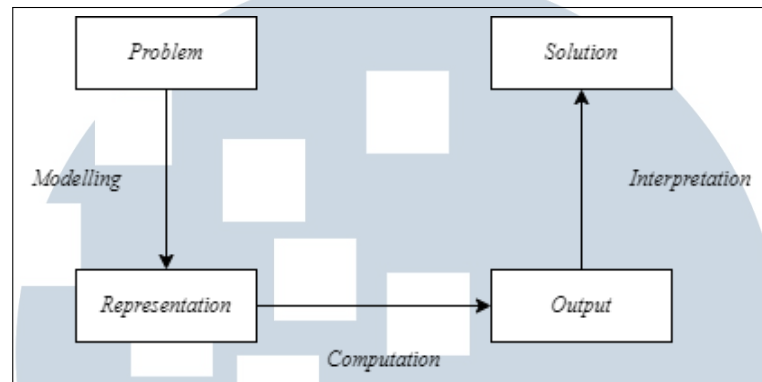 Problem
Solution
Modelling
Interpretation
Representation
Output
Computation